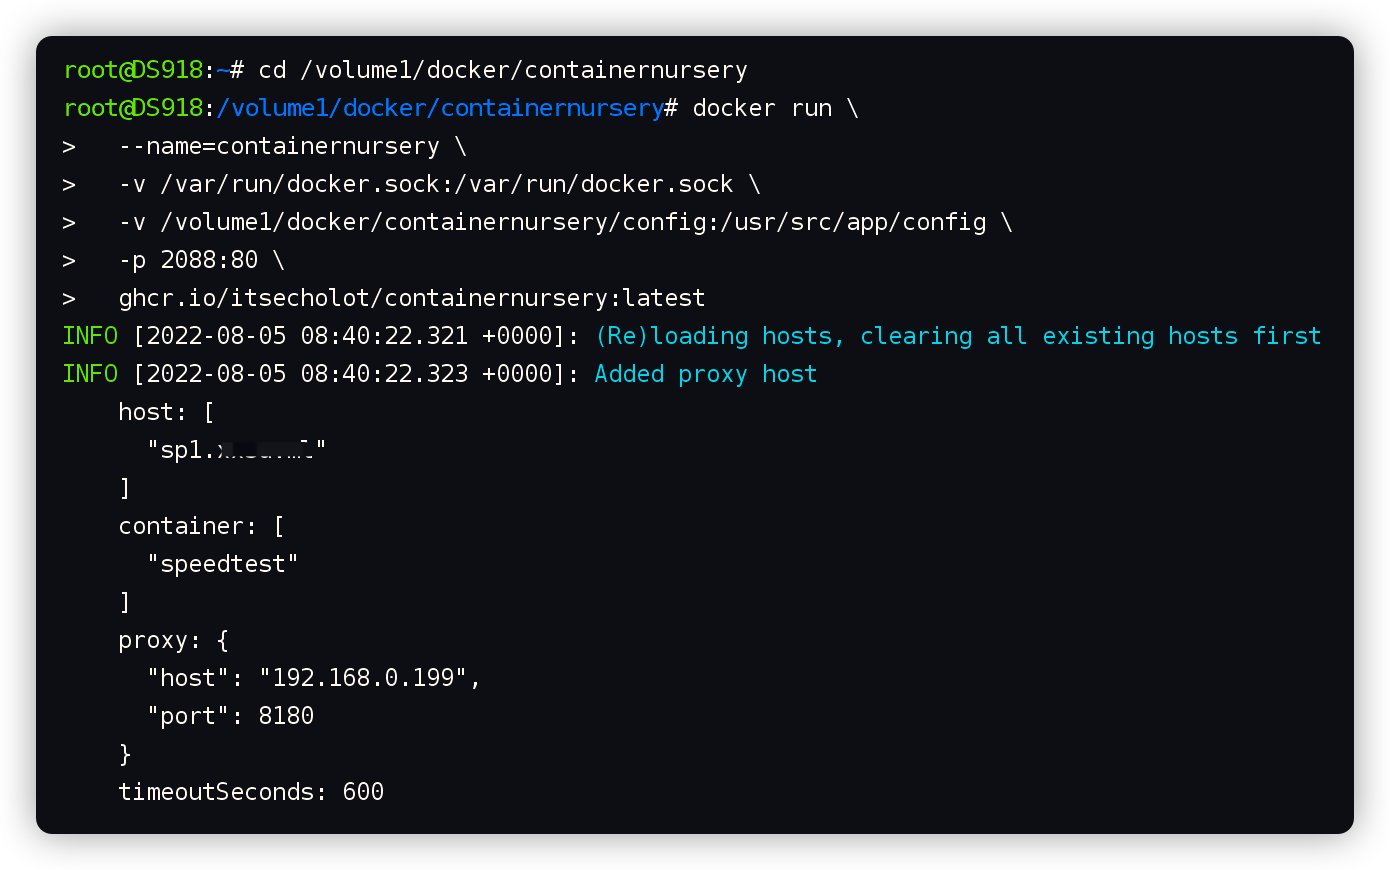 root@DS918:~# cd /volume1/docker/containernursery
root@DS918:/volume1/docker/containernursery# docker run \
>   --name=containernursery \
>   -v /var/run/docker.sock:/var/run/docker.sock \
>   -v /volume1/docker/containernursery/config:/usr/src/app/config \
>   -p 2088:80 \
>   ghcr.io/itsecholot/containernursery:latest
INFO [2022-08-05 08:40:22.321 +0000]: (Re)loading hosts, clearing all existing hosts first
INFO [2022-08-05 08:40:22.323 +0000]: Added proxy host
    host: [
      "sp1."
    ]
    container: [
      "speedtest"
    ]
    proxy: {
      "host": "192.168.0.199",
      "port": 8180
    }
    timeoutSeconds: 600